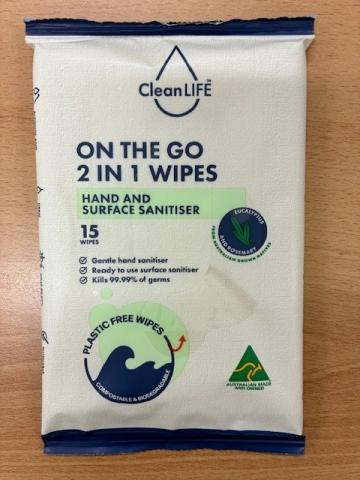 CleanLIFE™
ON THE GO
2 IN 1 WIPES
HAND AND
SURFACE SANITISER
15
WIPES
EUCALYPTUS
AND ROSEMARY
FROM AUSTRALIAN GROWN NATIVES
Gentle hand sanitiser
Ready to use surface sanitiser
Kills 99.99% of germs
PLASTIC FREE WIPES
COMPOSTABLE & BIODEGRADABLE
AUSTRALIAN MADE
AND OWNED